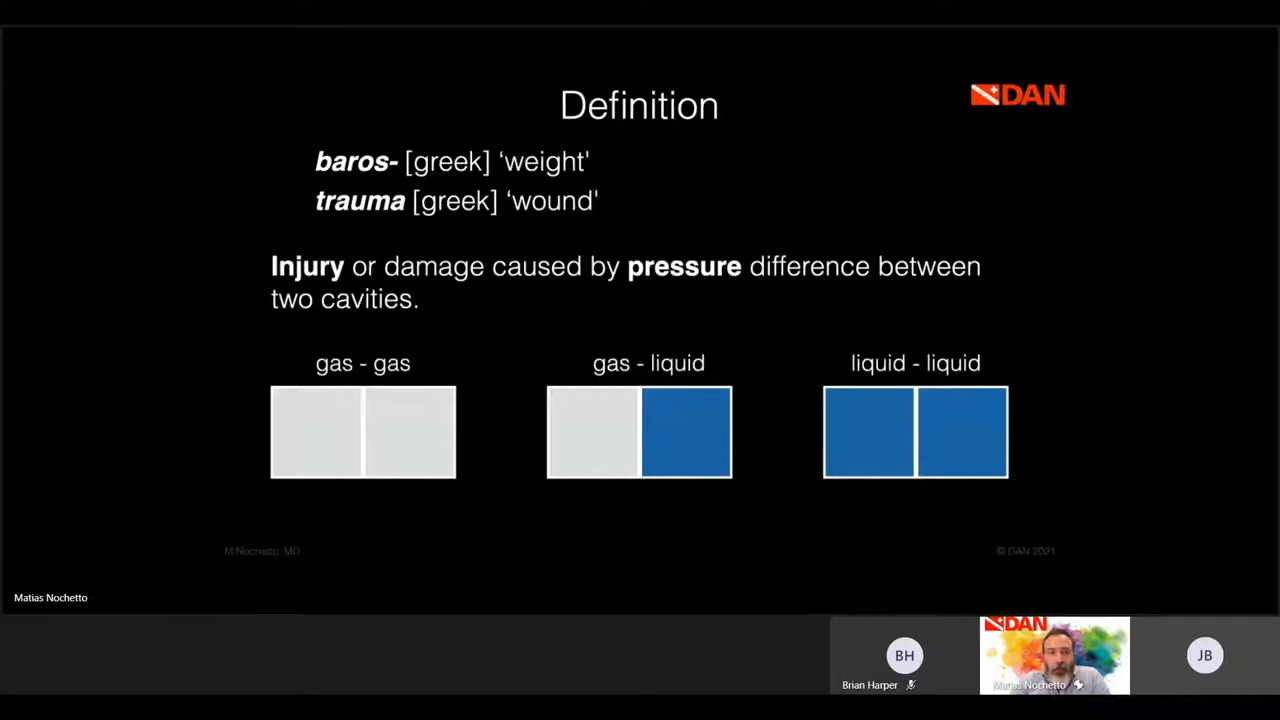 Definition
DAN
baros- [greek] ‘weight'
trauma [greek] ‘wound'
Injury or damage caused by pressure difference between
two cavities.
gas - gas
gas - liquid
liquid - liquid
M Nochetto, MD
© DAN 2021
Matias Nochetto
DAN
BH
JB
Brian Harper
Matias Nochetto